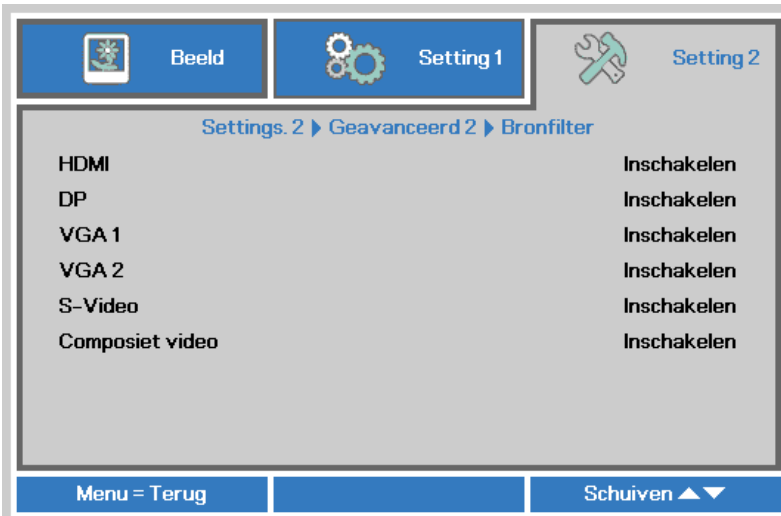 Beeld
Setting 1
Setting 2
Settings. 2 ▶ Geavanceerd 2 ▶ Bronfilter
HDMI Inschakelen
DP Inschakelen
VGA 1 Inschakelen
VGA 2 Inschakelen
S-Video Inschakelen
Composiet video Inschakelen
Menu = Terug
Schuiven ▲▼